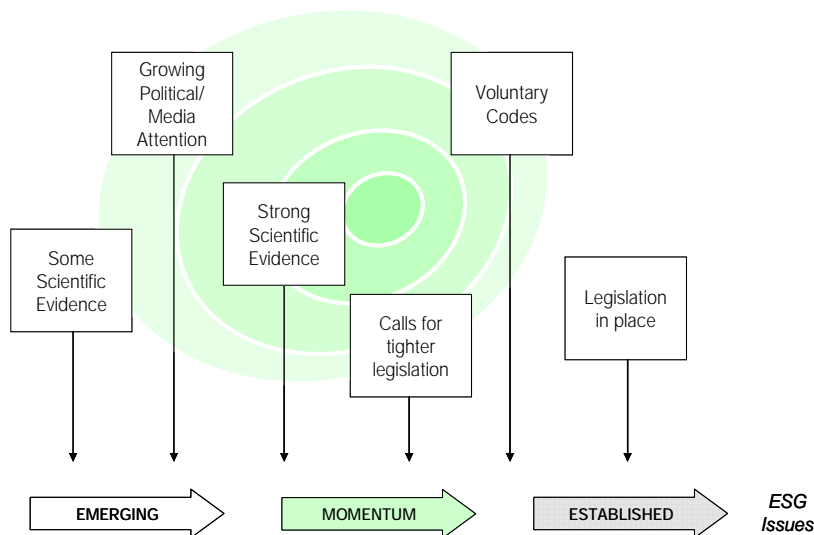 Growing
Political/
Media
Attention
Voluntary
Codes
Strong
Scientific
Evidence
Some
Scientific
Evidence
Legislation
in place
Calls for
tighter
legislation
EMERGING
MOMENTUM
ESTABLISHED
ESG
Issues